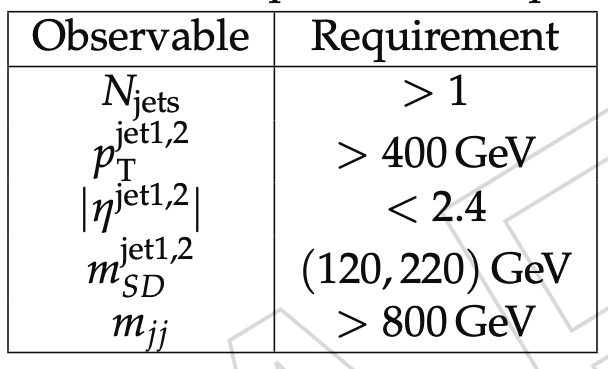 Observable Requirement
N_jets > 1
p_T^jet1,2 > 400 GeV
|η^jet1,2| < 2.4
m_SD^jet1,2 (120, 220) GeV
m_jj > 800 GeV